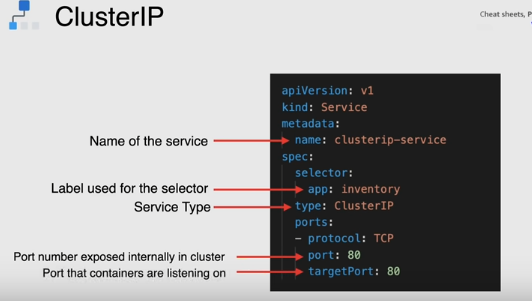 ClusterIP
Cheat sheets, P
apiVersion: v1
kind: Service
metadata:
Name of the service
name: clusterip-service
spec:
selector:
Label used for the selector
app: inventory
Service Type
type: ClusterIP
ports:
- protocol: TCP
Port number exposed internally in cluster
port: 80
Port that containers are listening on
targetPort: 80